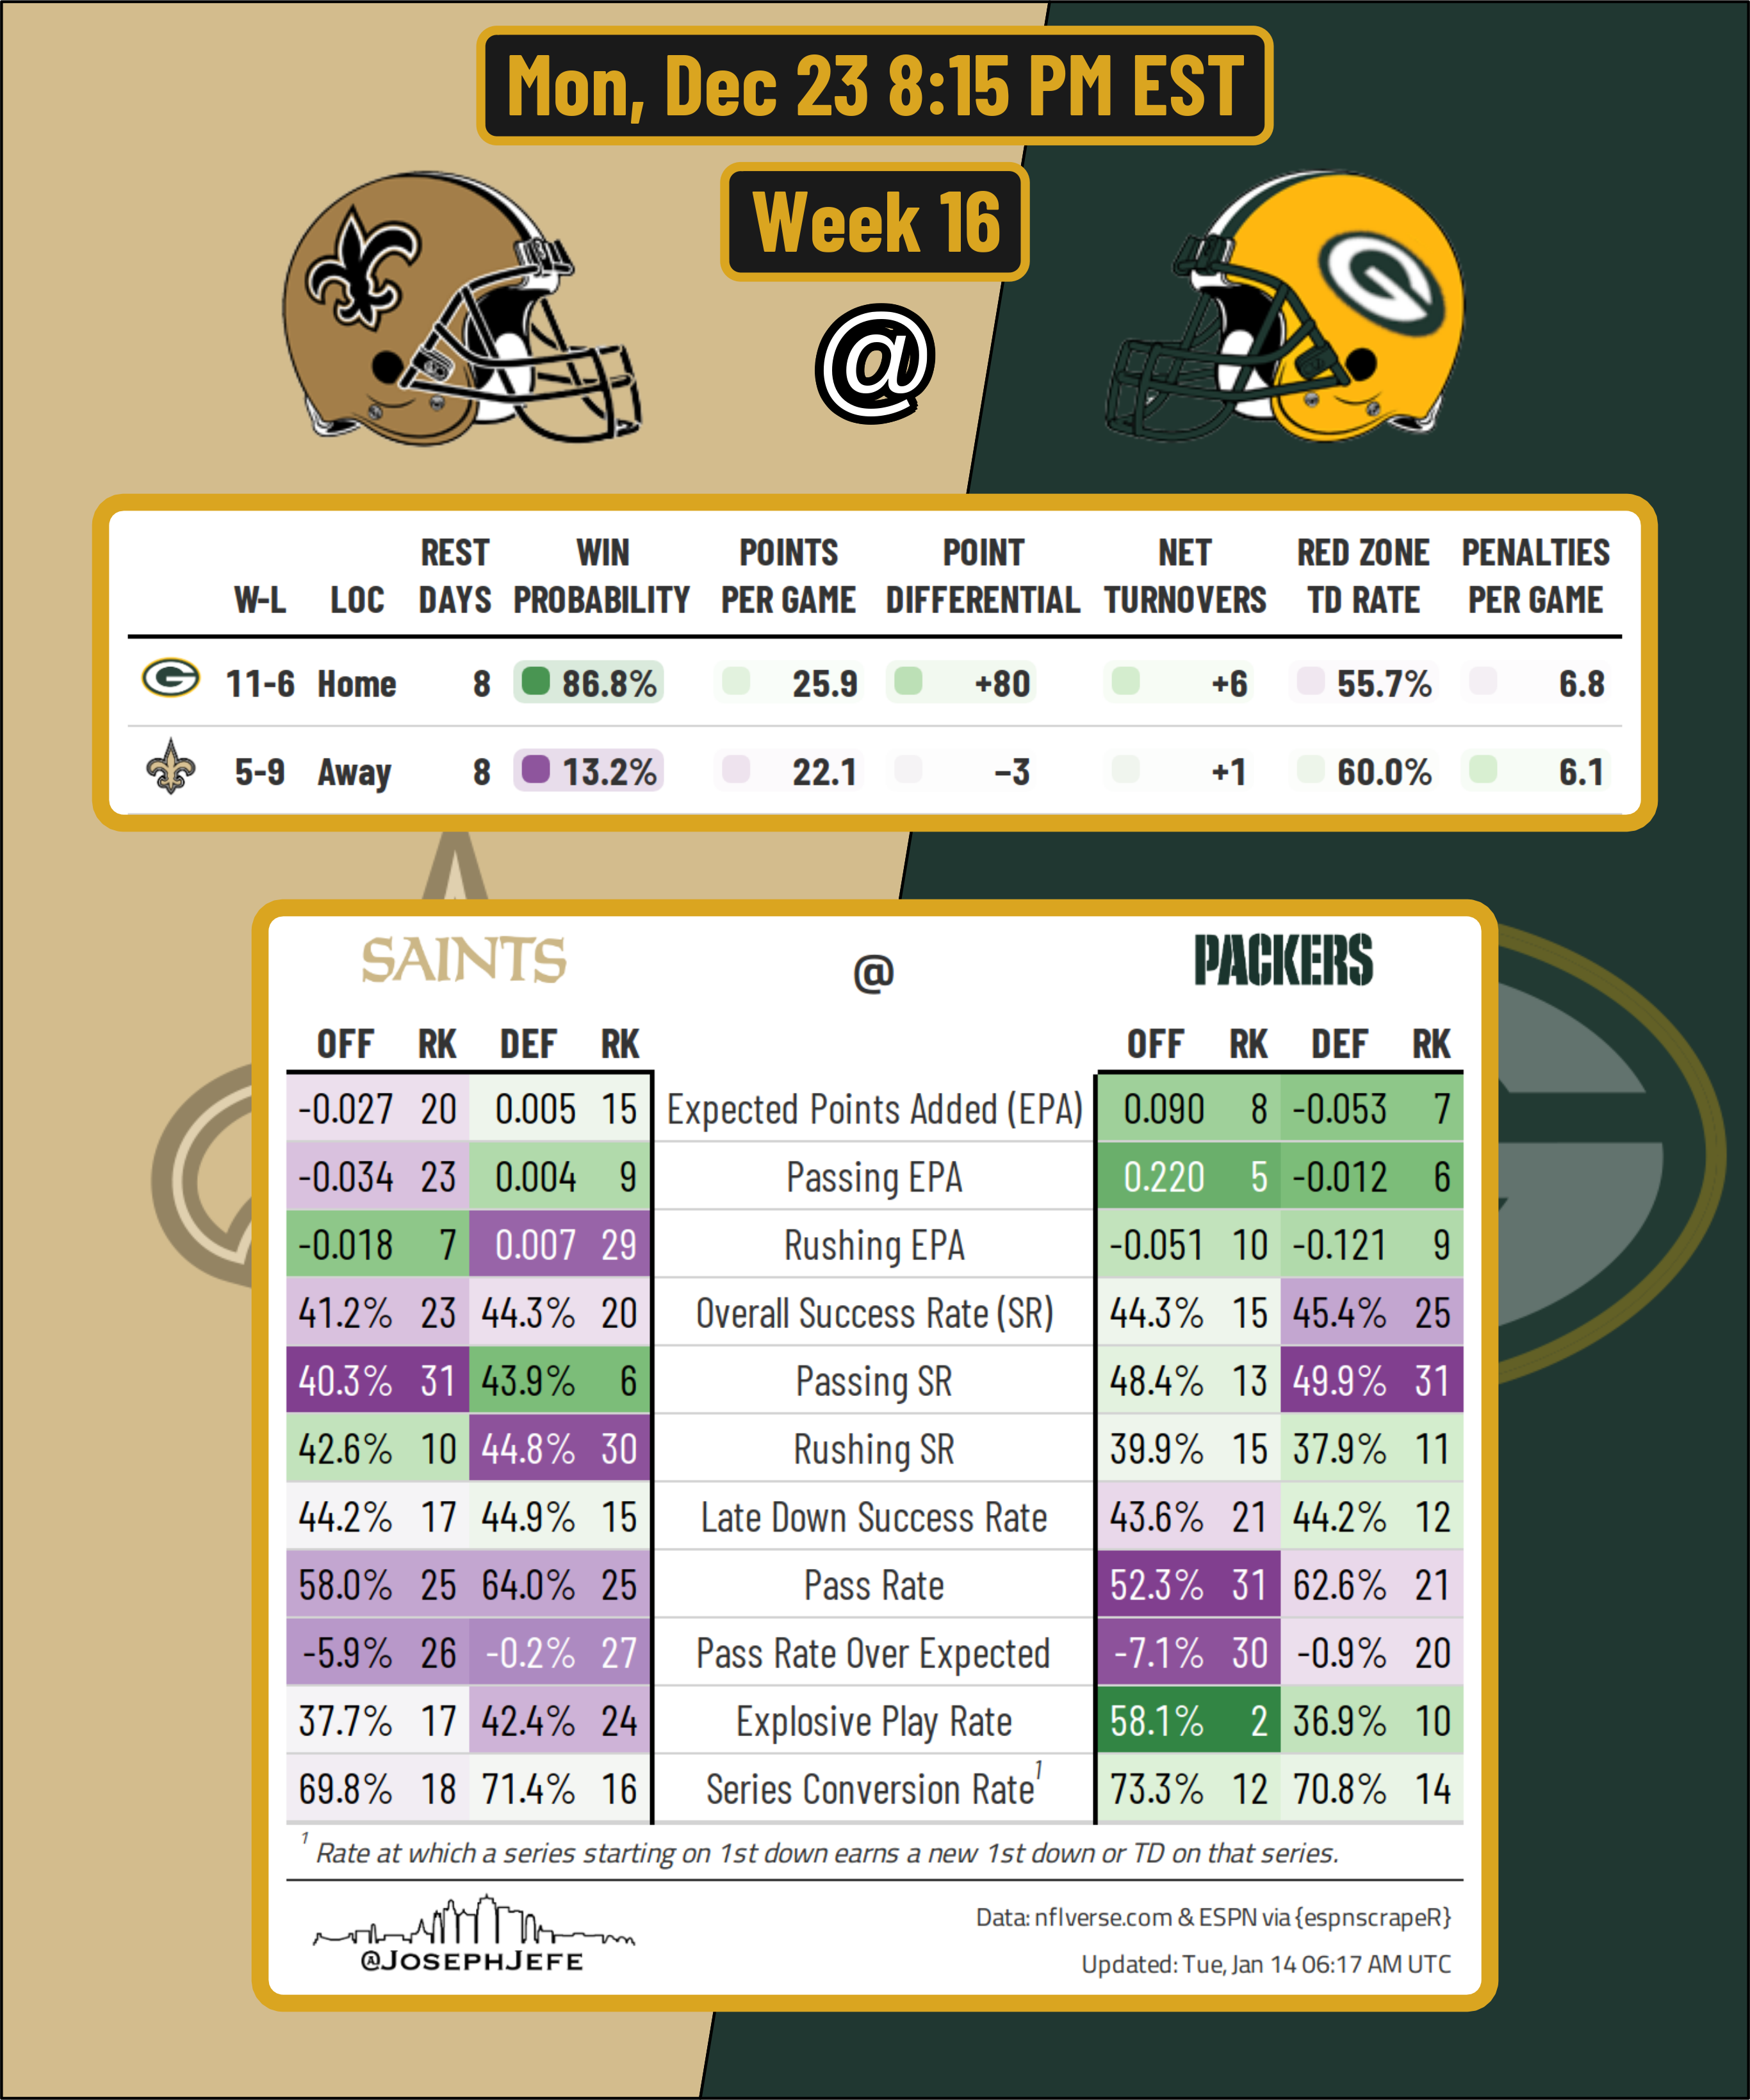 Mon, Dec 23 8:15 PM EST
Week 16
@
REST WIN POINTS POINT NET RED ZONE PENALTIES
W-L LOC DAYS PROBABILITY PER GAME DIFFERENTIAL TURNOVERS TD RATE PER GAME
G 11-6 Home 8 86.8% 25.9 +80 +6 55.7% 6.8
5-9 Away 8 13.2% 22.1 −3 +1 60.0% 6.1
SAINTS @ PACKERS
OFF RK DEF RK OFF RK DEF RK
-0.027 20 0.005 15 Expected Points Added (EPA) 0.090 8 -0.053 7
-0.034 23 0.004 9 Passing EPA 0.220 5 -0.012 6
-0.018 7 0.007 29 Rushing EPA -0.051 10 -0.121 9
41.2% 23 44.3% 20 Overall Success Rate (SR) 44.3% 15 45.4% 25
40.3% 31 43.9% 6 Passing SR 48.4% 13 49.9% 31
42.6% 10 44.8% 30 Rushing SR 39.9% 15 37.9% 11
44.2% 17 44.9% 15 Late Down Success Rate 43.6% 21 44.2% 12
58.0% 25 64.0% 25 Pass Rate 52.3% 31 62.6% 21
-5.9% 26 -0.2% 27 Pass Rate Over Expected -7.1% 30 -0.9% 20
37.7% 17 42.4% 24 Explosive Play Rate 58.1% 2 36.9% 10
69.8% 18 71.4% 16 Series Conversion Rate1 73.3% 12 70.8% 14
1 Rate at which a series starting on 1st down earns a new 1st down or TD on that series.
@JOSEPHJEFE
Data: nflverse.com & ESPN via {espnscrapeR}
Updated: Tue, Jan 14 06:17 AM UTC